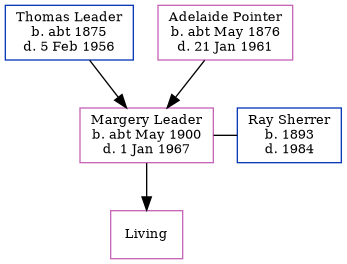 Thomas Leader
b. abt 1875
d. 5 Feb 1956
Adelaide Pointer
b. abt May 1876
d. 21 Jan 1961
Margery Leader
b. abt May 1900
d. 1 Jan 1967
Ray Sherrer
b. 1893
d. 1984
Living